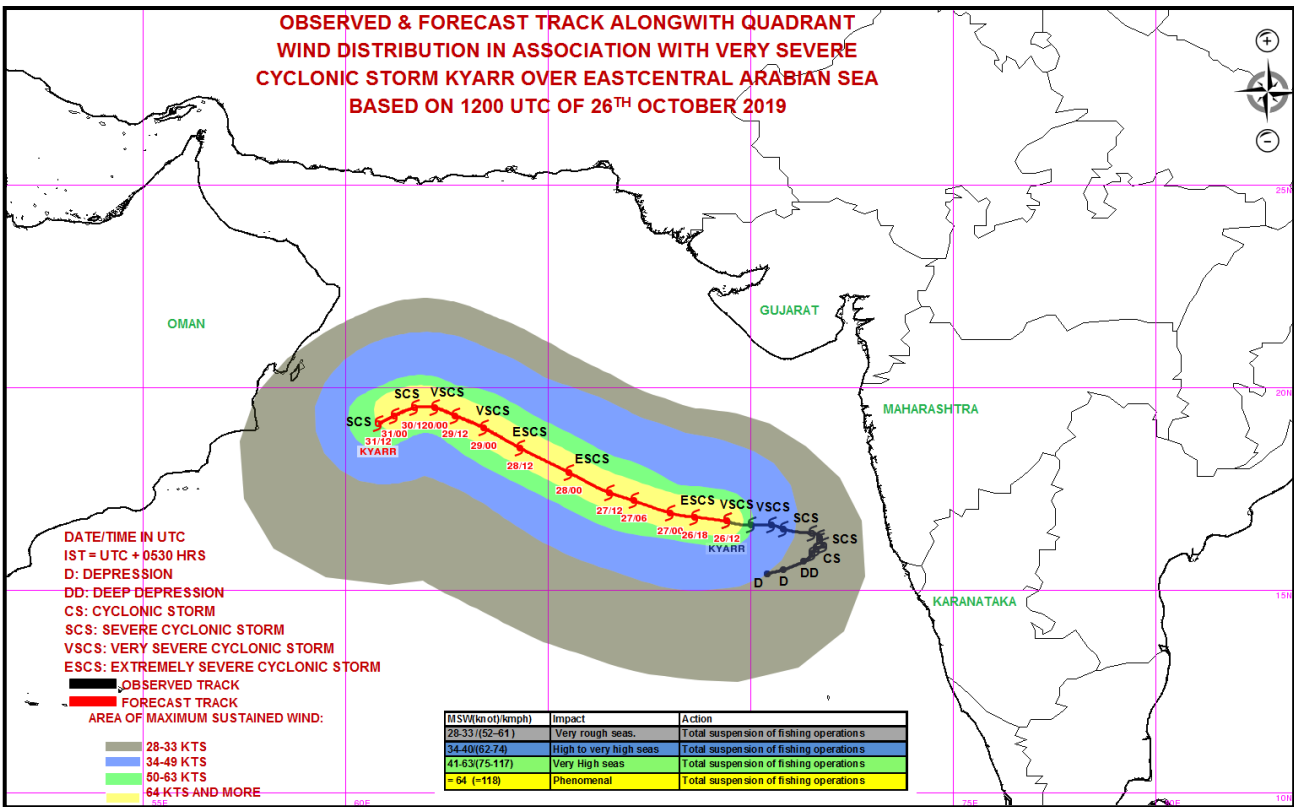 OBSERVED & FORECAST TRACK ALONGWITH QUADRANT
WIND DISTRIBUTION IN ASSOCIATION WITH VERY SEVERE
CYCLONIC STORM KYARR OVER EASTCENTRAL ARABIAN SEA
BASED ON 1200 UTC OF 26TH OCTOBER 2019
+
−
25N
OMAN
GUJARAT
20N
MAHARASHTRA
SCS VSCS
SCS
VSCS
31/12 31/00 30/12 0/00 29/12 29/00
KYARR
ESCS
28/12
ESCS
28/00
27/12
27/06
ESCS VSCS VSCS SCS
27/00 26/18 26/12
KYARR
SCS
CS
DD
D D
15N
KARANATAKA
DATE/TIME IN UTC
IST = UTC + 0530 HRS
D: DEPRESSION
DD: DEEP DEPRESSION
CS: CYCLONIC STORM
SCS: SEVERE CYCLONIC STORM
VSCS: VERY SEVERE CYCLONIC STORM
ESCS: EXTREMELY SEVERE CYCLONIC STORM
OBSERVED TRACK
FORECAST TRACK
AREA OF MAXIMUM SUSTAINED WIND:
28-33 KTS
34-49 KTS
50-63 KTS
64 KTS AND MORE
MSW(knot)/kmph) Impact Action
28-33 /(52–61 ) Very rough seas. Total suspension of fishing operations
34-40/(62-74) High to very high seas Total suspension of fishing operations
41-63/(75-117) Very High seas Total suspension of fishing operations
= 64 (=118) Phenomenal Total suspension of fishing operations
55E 75E 80E 10N